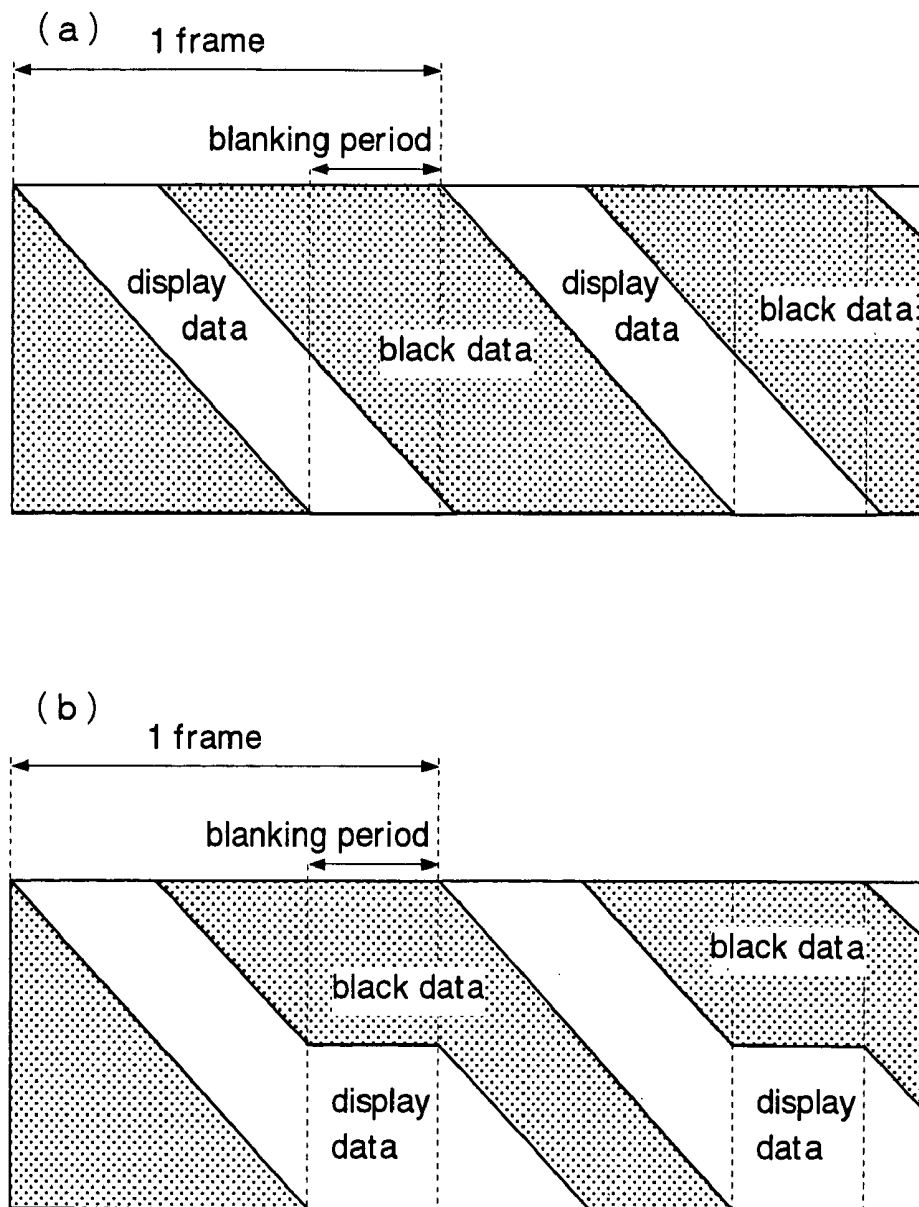 (a)
1 frame
blanking period
display
data
display
data
black data
black data
(b)
1 frame
blanking period
black data
black data
display
data
display
data